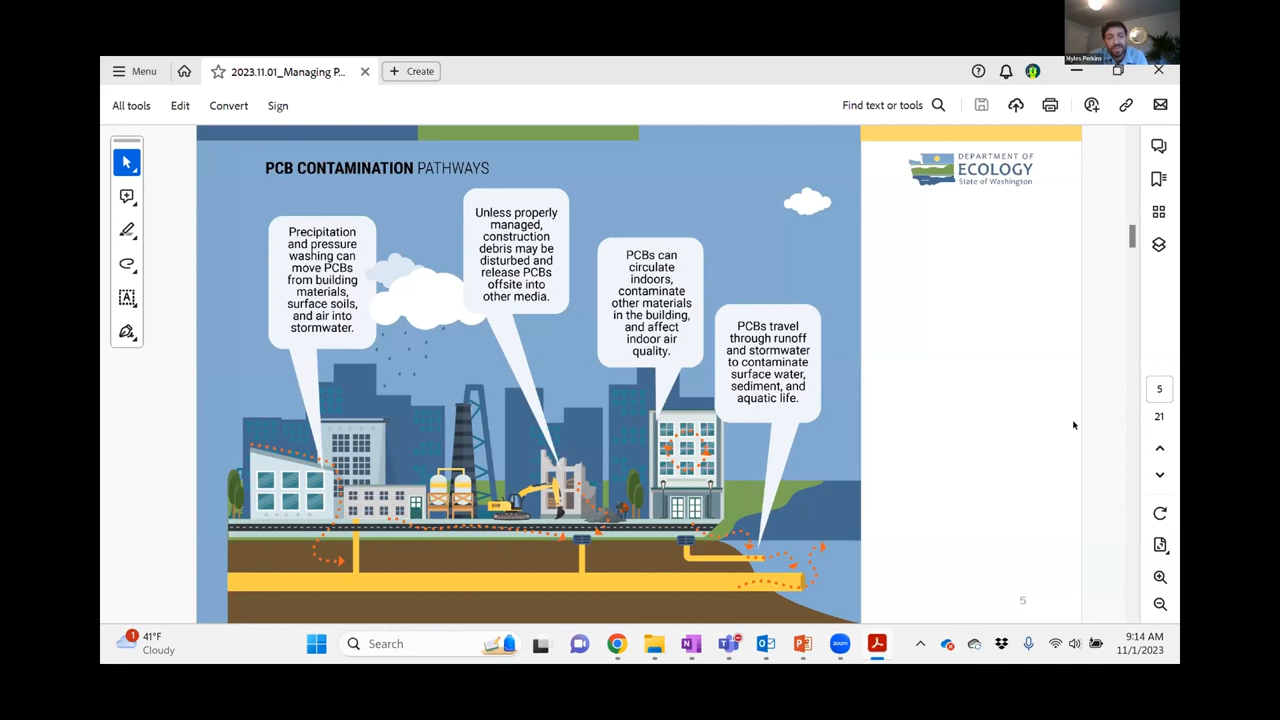 Myles Perkins
Menu
2023.11.01_Managing P...
Create
All tools
Edit
Convert
Sign
Find text or tools
PCB CONTAMINATION PATHWAYS
DEPARTMENT OF
ECOLOGY
State of Washington
Precipitation
and pressure
washing can
move PCBs
from building
materials,
surface soils,
and air into
stormwater.
Unless properly
managed,
construction
debris may be
disturbed and
release PCBs
offsite into
other media.
PCBs can
circulate
indoors,
contaminate
other materials
in the building,
and affect
indoor air
quality.
PCBs travel
through runoff
and stormwater
to contaminate
surface water,
sediment, and
aquatic life.
5
21
5
1
41°F
Cloudy
Search
zoom
9:14 AM
11/1/2023